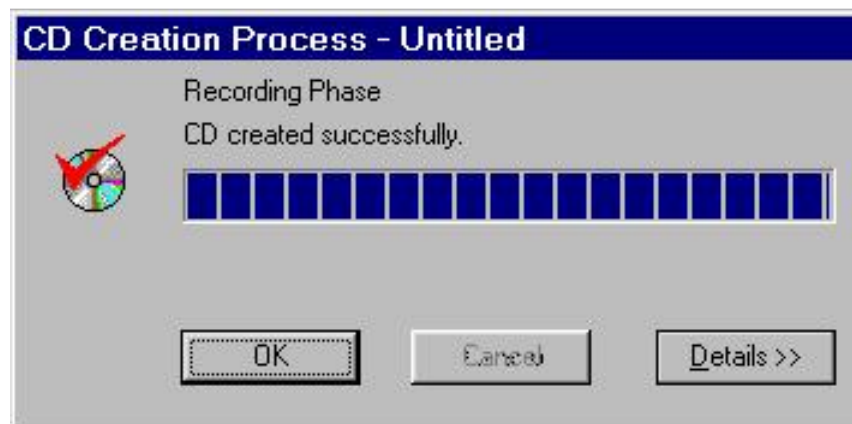 CD Creation Process - Untitled
Recording Phase
CD created successfully.
OK
Cancel
Details >>